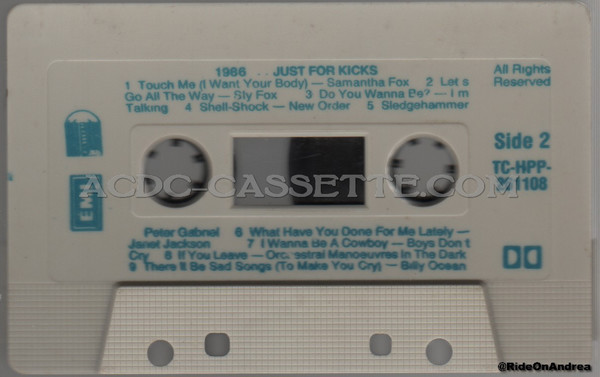 1986 . . JUST FOR KICKS
All Rights
Reserved
1 Touch Me (I Want Your Body) — Samantha Fox 2 Let s
Go All The Way — Sly Fox 3 Do You Wanna Be? — I m
Talking 4 Shell-Shock — New Order 5 Sledgehammer
Side 2
TC-HPP-
1108
ACDC-CASSETTE.COM
EMI
Peter Gabriel 6 What Have You Done For Me Lately —
Janet Jackson 7 I Wanna Be A Cowboy — Boys Don t
Cry 8 If You Leave — Orchestral Manoeuvres In The Dark
9 There ll Be Sad Songs (To Make You Cry) — Billy Ocean
@RideOnAndrea